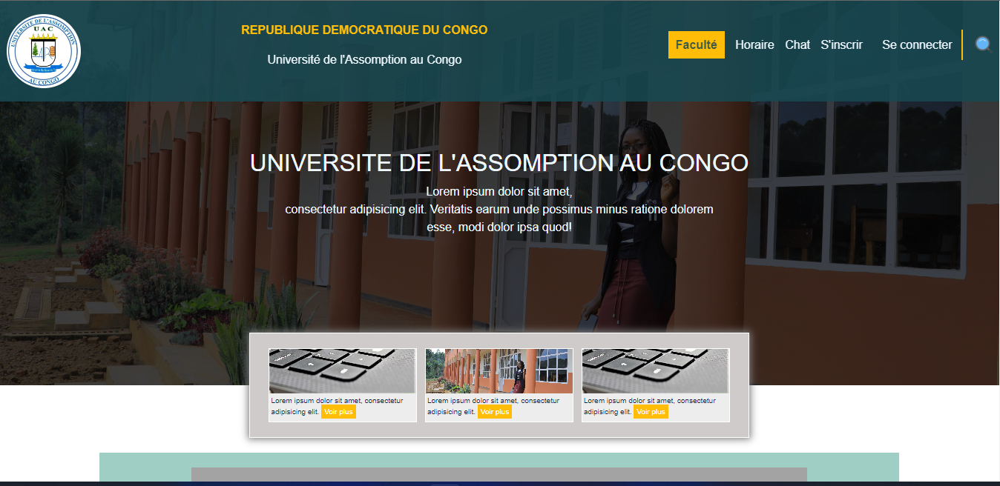 UNIVERSITE DE L'ASSOMPTION
UAC
AU CONGO
REPUBLIQUE DEMOCRATIQUE DU CONGO
Université de l'Assomption au Congo
Faculté
Horaire
Chat
S'inscrir
Se connecter
UNIVERSITE DE L'ASSOMPTION AU CONGO
Lorem ipsum dolor sit amet,
consectetur adipisicing elit. Veritatis earum unde possimus minus ratione dolorem
esse, modi dolor ipsa quod!
Lorem ipsum dolor sit amet, consectetur
adipisicing elit. Voir plus
Lorem ipsum dolor sit amet, consectetur
adipisicing elit. Voir plus
Lorem ipsum dolor sit amet, consectetur
adipisicing elit. Voir plus